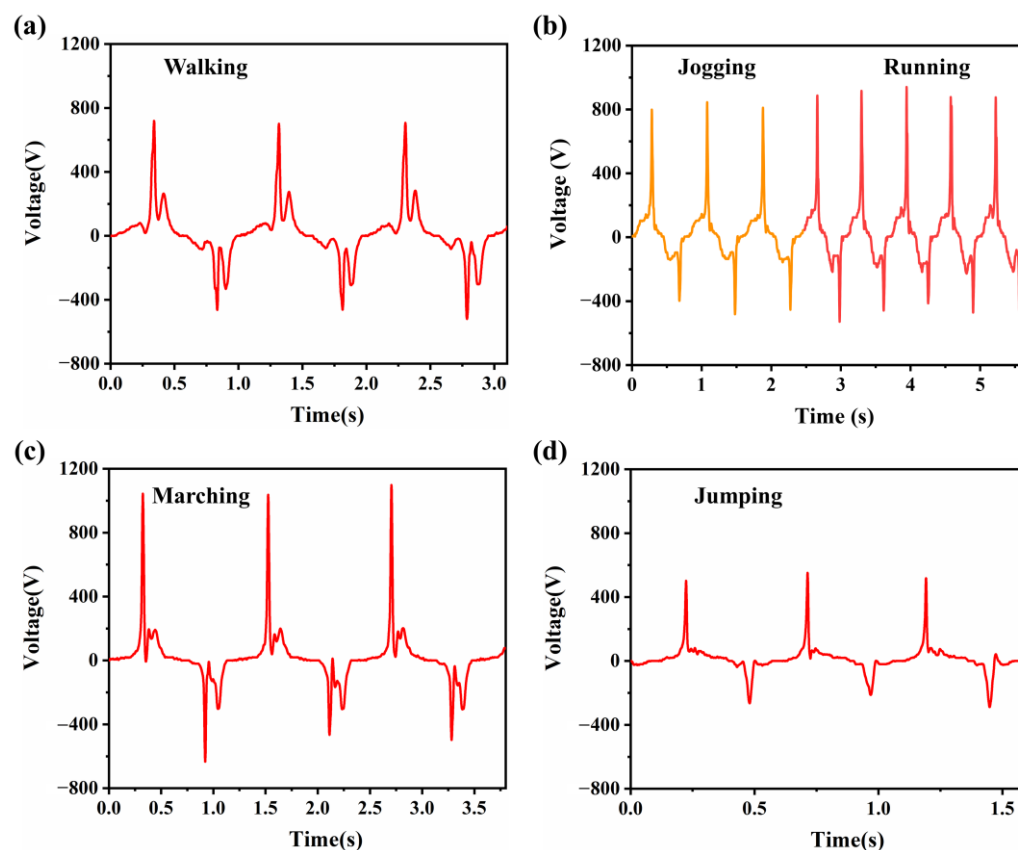 (a)
Walking
1200
800
400
0
−400
−800
Voltage(V)
0.0 0.5 1.0 1.5 2.0 2.5 3.0
Time(s)
(b)
Jogging Running
1200
800
400
0
−400
−800
Voltage (V)
0 1 2 3 4 5
Time (s)
(c)
Marching
1200
800
400
0
−400
−800
Voltage(V)
0.0 0.5 1.0 1.5 2.0 2.5 3.0 3.5
Time(s)
(d)
Jumping
1200
800
400
0
−400
−800
Voltage(V)
0.0 0.5 1.0 1.5
Time(s)